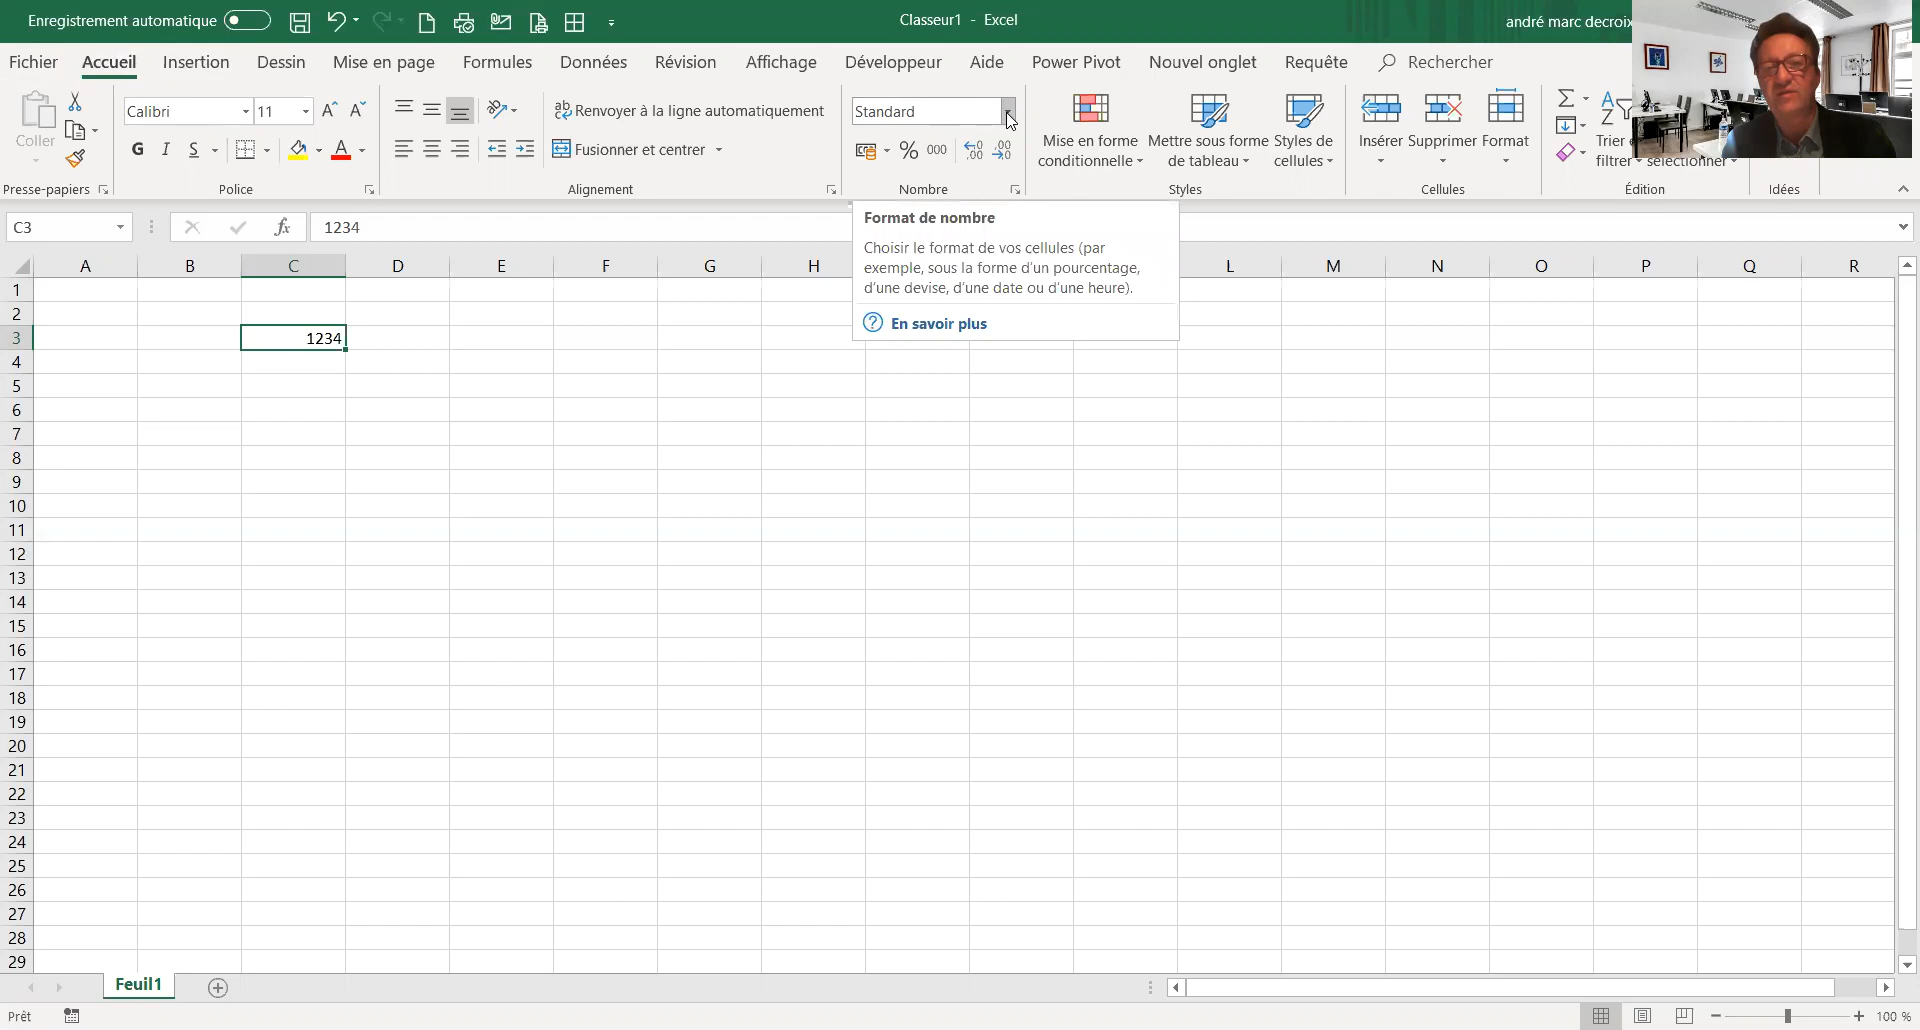 Enregistrement automatique
Classeur1 - Excel
andré marc decroix
Fichier Accueil Insertion Dessin Mise en page Formules Données Révision Affichage Développeur Aide Power Pivot Nouvel onglet Requête Rechercher
Coller
Presse-papiers
Calibri 11
G I S
Police
ab Renvoyer à la ligne automatiquement
Fusionner et centrer
Alignement
Standard
% 000
Nombre
Mise en forme
conditionnelle
Mettre sous forme
de tableau
Styles de
cellules
Styles
Insérer Supprimer Format
Cellules
Trier
filtrer sélectionner
Édition
Idées
C3
fx
1234
Format de nombre
Choisir le format de vos cellules (par
exemple, sous la forme d'un pourcentage,
d'une devise, d'une date ou d'une heure).
En savoir plus
A B C D E F G H L M N O P Q R
1
2
3 1234
4
5
6
7
8
9
10
11
12
13
14
15
16
17
18
19
20
21
22
23
24
25
26
27
28
29
Feuil1
Prêt
100 %